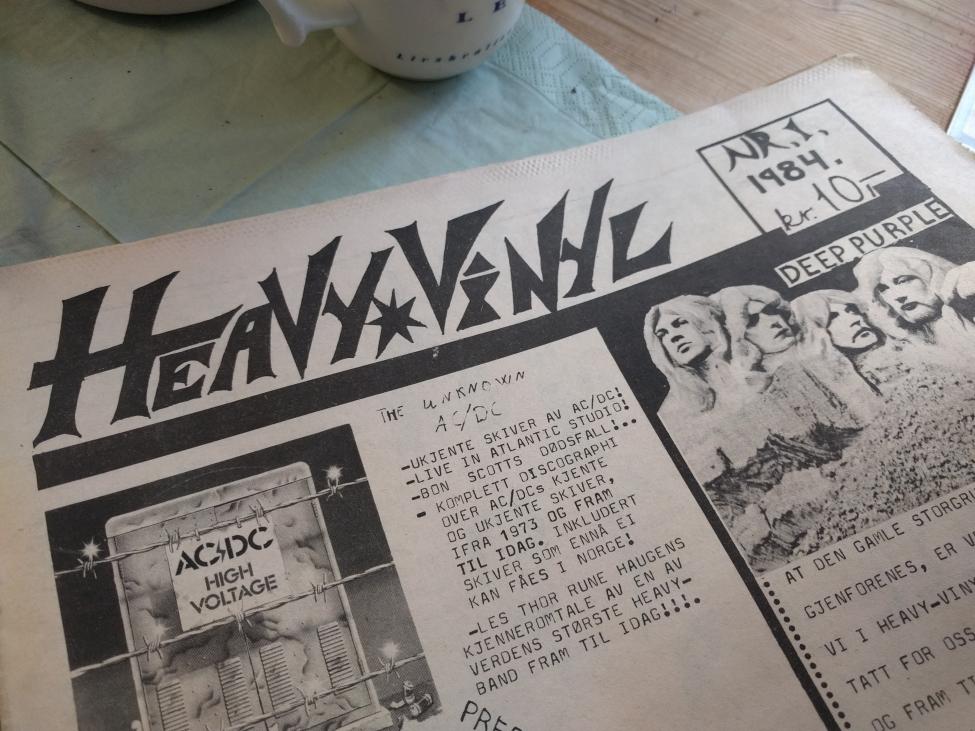 L E
NR.1.
1984.
kr. 10,-
HEAVY★VINYL
DEEP PURPLE
THE UNKNOWN
AC/DC
-UKJENTE SKIVER AV AC/DC!
-LIVE IN ATLANTIC STUDIO!
-BON SCOTTS DØDSFALL!...
- KOMPLETT DISCOGRAPHI
OVER AC/DCs KJENTE
OG UKJENTE SKIVER,
IFRA 1973 OG FRAM
TIL IDAG. INKLUDERT
SKIVER SOM ENNÅ EI
KAN FÅES I NORGE!
-LES THOR RUNE HAUGENS
KJENNEROMTALE AV EN AV
VERDENS STØRSTE HEAVY-
BAND FRAM TIL IDAG!!!.
AC/DC
HIGH
VOLTAGE
PRE
AT DEN GAMLE STORGR
GJENFORENES, ER V
VI I HEAVY-VIN
TATT FOR OSS
OG FRAM T